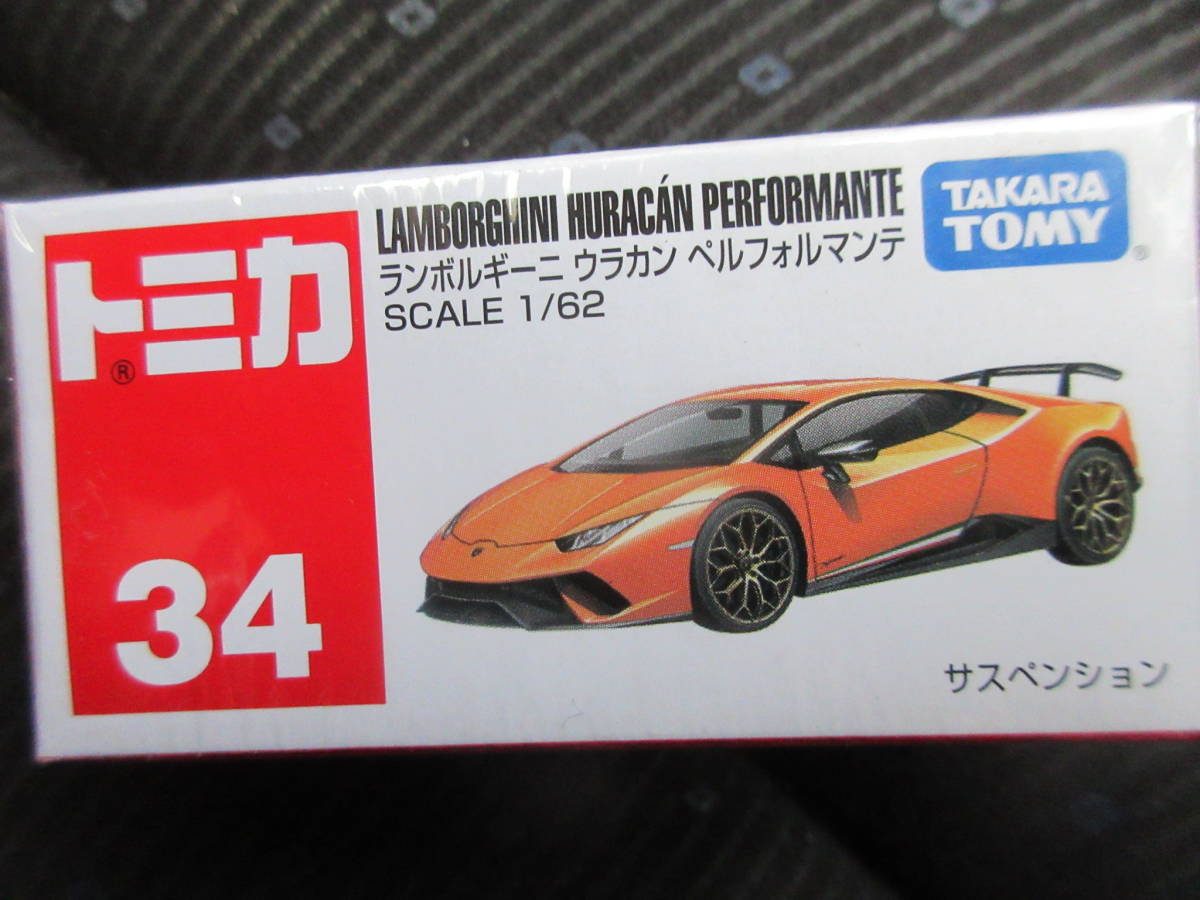 トミカ
®
34
LAMBORGHINI HURACÁN PERFORMANTE
ランボルギーニ ウラカン ペルフォルマンテ
SCALE 1/62
TAKARA
TOMY®
サスペンション